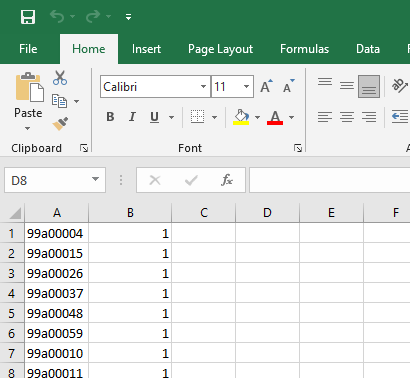 File Home Insert Page Layout Formulas Data
Calibri 11 A A
Paste B I U A
Clipboard Font
D8 fx
A B C D E F
1 99a00004 1
2 99a00015 1
3 99a00026 1
4 99a00037 1
5 99a00048 1
6 99a00059 1
7 99a00010 1
8 99a00011 1